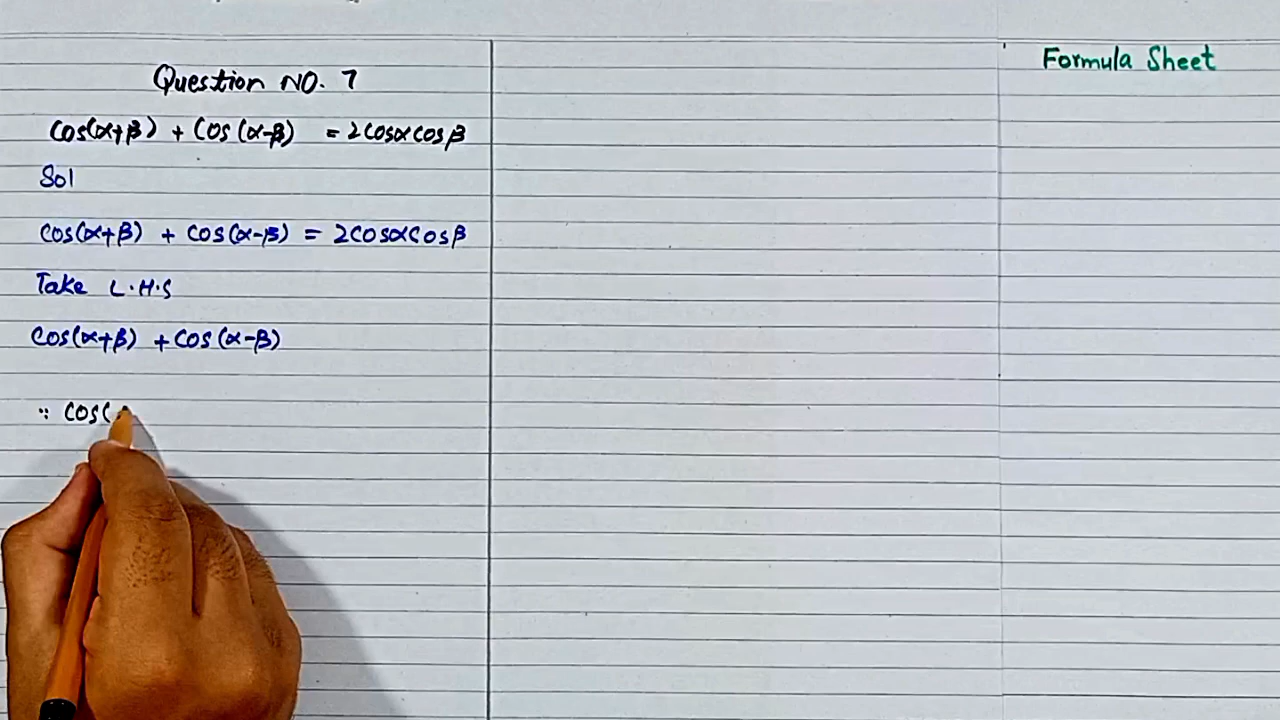 Question NO. 7
Cos(α+β) + Cos(α-β) = 2CosαCosβ
Sol
Cos(α+β) + Cos(α-β) = 2CosαCosβ
Take L.H.S
Cos(α+β) + Cos(α-β)
∵ Cos(
Formula Sheet